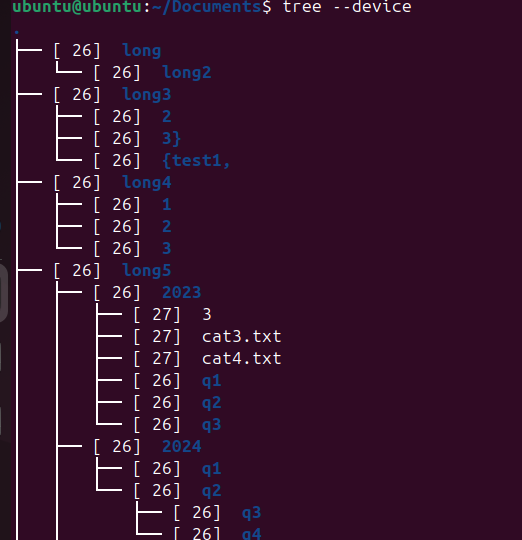 ubuntu@ubuntu:~/Documents$ tree --device
.
├── [ 26]  long
│   └── [ 26]  long2
├── [ 26]  long3
│   ├── [ 26]  2
│   ├── [ 26]  3}
│   └── [ 26]  {test1,
├── [ 26]  long4
│   ├── [ 26]  1
│   ├── [ 26]  2
│   └── [ 26]  3
├── [ 26]  long5
│   ├── [ 26]  2023
│   │   ├── [ 27]  3
│   │   ├── [ 27]  cat3.txt
│   │   ├── [ 27]  cat4.txt
│   │   ├── [ 26]  q1
│   │   ├── [ 26]  q2
│   │   └── [ 26]  q3
│   ├── [ 26]  2024
│   │   ├── [ 26]  q1
│   │   └── [ 26]  q2
│   │       ├── [ 26]  q3
│   │       └── [ 26]  q4